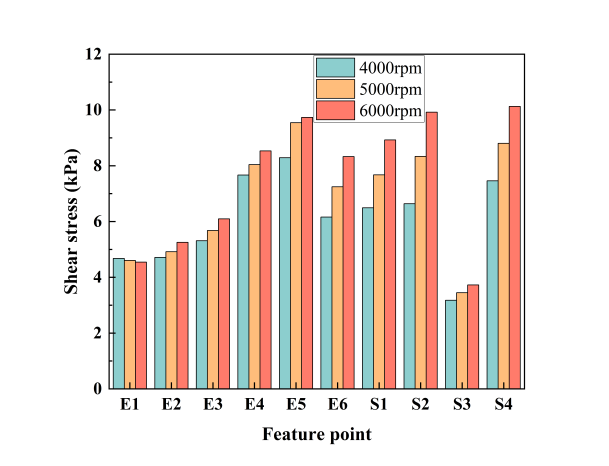 12
10
8
6
4
2
0
Shear stress (kPa)
4000rpm
5000rpm
6000rpm
E1 E2 E3 E4 E5 E6 S1 S2 S3 S4
Feature point